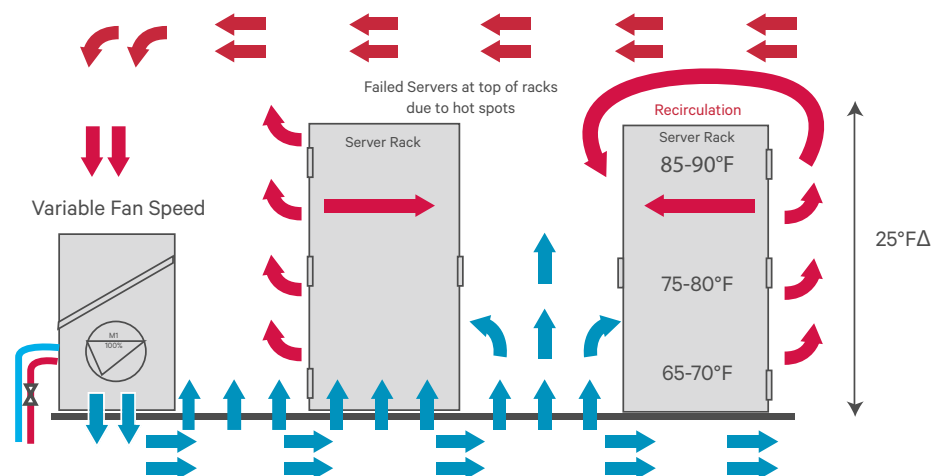 Failed Servers at top of racks
due to hot spots
Recirculation
Server Rack
Server Rack
85-90°F
Variable Fan Speed
25°FΔ
75-80°F
M1
100%
65-70°F